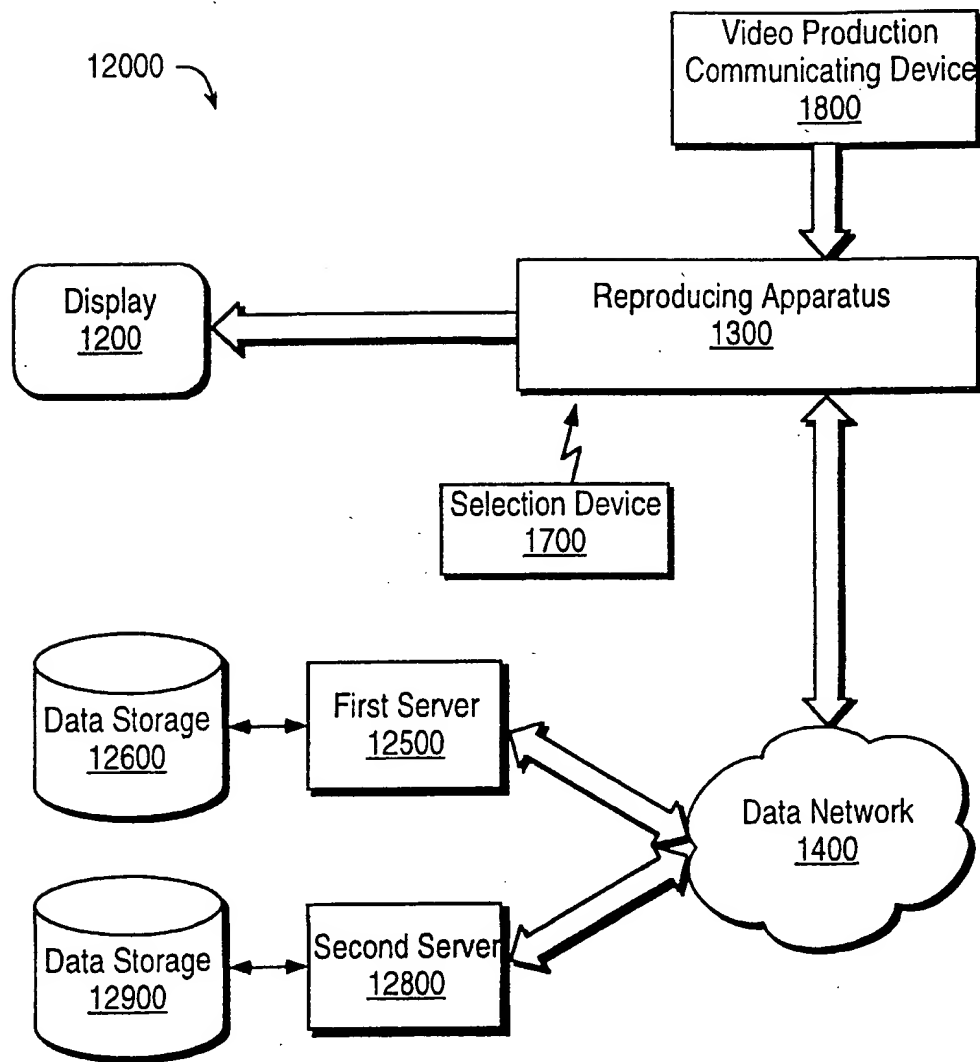 12000
Video Production
Communicating Device
1800
Display
1200
Reproducing Apparatus
1300
Selection Device
1700
Data Storage
12600
First Server
12500
Data Network
1400
Data Storage
12900
Second Server
12800